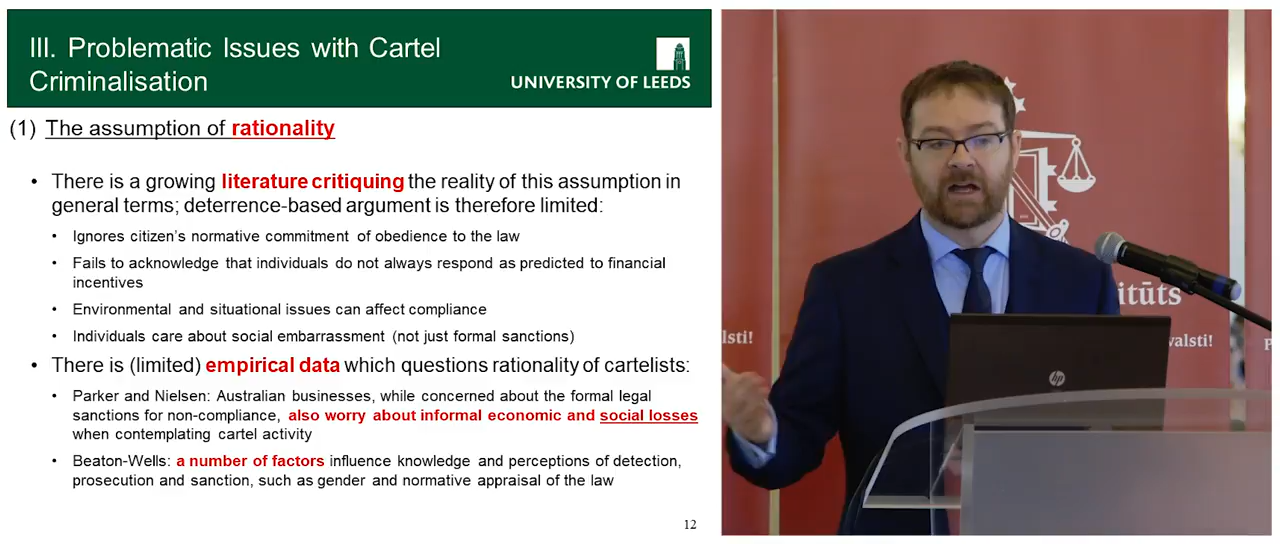 III. Problematic Issues with Cartel
Criminalisation
UNIVERSITY OF LEEDS
(1) The assumption of rationality
• There is a growing literature critiquing the reality of this assumption in
general terms; deterrence-based argument is therefore limited:
• Ignores citizen’s normative commitment of obedience to the law
• Fails to acknowledge that individuals do not always respond as predicted to financial
incentives
• Environmental and situational issues can affect compliance
• Individuals care about social embarrassment (not just formal sanctions)
• There is (limited) empirical data which questions rationality of cartelists:
• Parker and Nielsen: Australian businesses, while concerned about the formal legal
sanctions for non-compliance, also worry about informal economic and social losses
when contemplating cartel activity
• Beaton-Wells: a number of factors influence knowledge and perceptions of detection,
prosecution and sanction, such as gender and normative appraisal of the law
12
itūts
lsti!
valsti!
hp